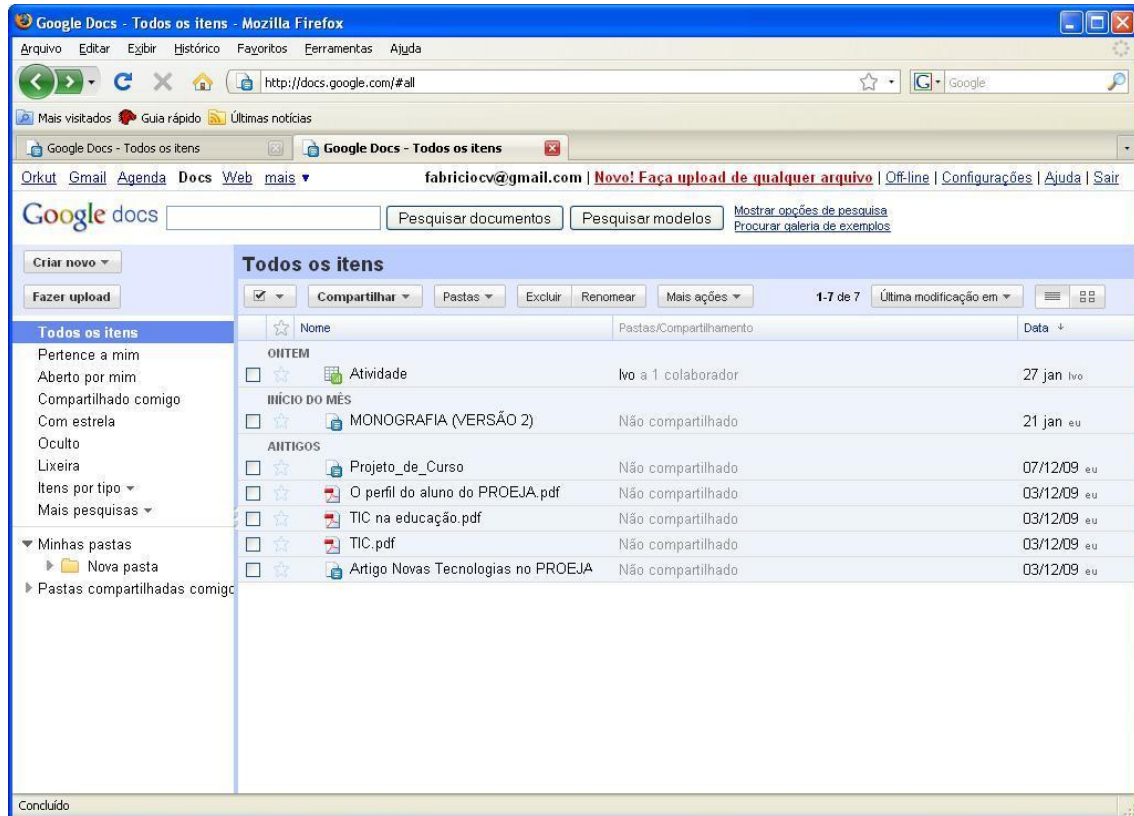 Google Docs - Todos os itens - Mozilla Firefox
Arquivo Editar Exibir Histórico Favoritos Ferramentas Ajuda
http://docs.google.com/#all
G Google
Mais visitados Guia rápido Últimas notícias
Google Docs - Todos os itens Google Docs - Todos os itens
Orkut Gmail Agenda Docs Web mais ▼ fabriciocv@gmail.com | Novo! Faça upload de qualquer arquivo | Off-line | Configurações | Ajuda | Sair
Google docs Pesquisar documentos Pesquisar modelos Mostrar opções de pesquisa
Procurar galeria de exemplos
Criar novo Todos os itens
Fazer upload Compartilhar Pastas Excluir Renomear Mais ações 1-7 de 7 Última modificação em
Todos os itens Nome Pastas/Compartilhamento Data
Pertence a mim
Aberto por mim
Compartilhado comigo
Com estrela
Oculto
Lixeira
Itens por tipo
Mais pesquisas
Minhas pastas
Nova pasta
Pastas compartilhadas comigo
ONTEM
Atividade Ivo a 1 colaborador 27 jan Ivo
INÍCIO DO MÊS
MONOGRAFIA (VERSÃO 2) Não compartilhado 21 jan eu
ANTIGOS
Projeto_de_Curso Não compartilhado 07/12/09 eu
O perfil do aluno do PROEJA.pdf Não compartilhado 03/12/09 eu
TIC na educação.pdf Não compartilhado 03/12/09 eu
TIC.pdf Não compartilhado 03/12/09 eu
Artigo Novas Tecnologias no PROEJA Não compartilhado 03/12/09 eu
Concluído